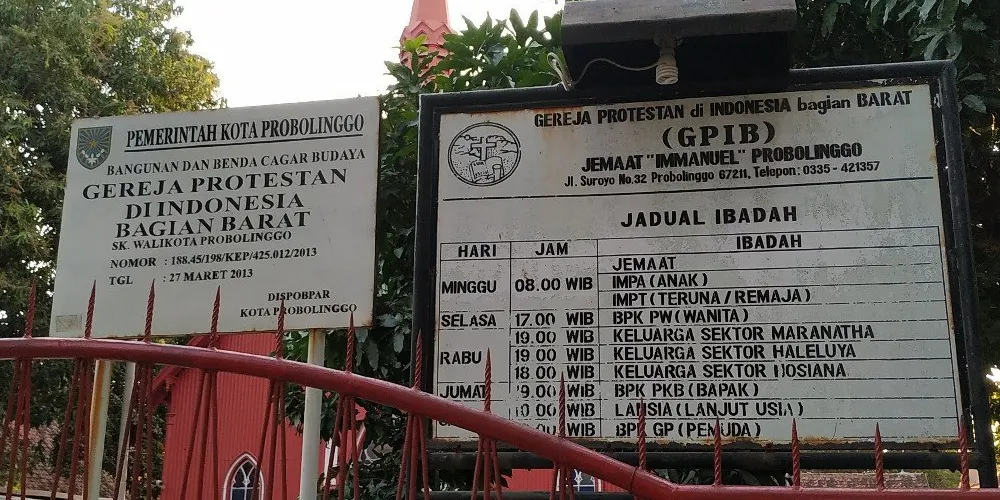 PEMERINTAH KOTA PROBOLINGGO
BANGUNAN DAN BENDA CAGAR BUDAYA
GEREJA PROTESTAN
DI INDONESIA
BAGIAN BARAT
SK. WALIKOTA PROBOLINGGO
NOMOR : 188.45/198/KEP/425.012/2013
TGL : 27 MARET 2013
DISPOBPAR
KOTA PROBOLINGGO
GEREJA PROTESTAN di INDONESIA bagian BARAT
(GPIB)
JEMAAT "IMMANUEL" PROBOLINGGO
Jl. Suroyo No.32 Probolinggo 67211, Telepon: 0335 - 421357
JADUAL IBADAH
HARI JAM IBADAH
JEMAAT
MINGGU 08.00 WIB IMPA (ANAK)
IMPT (TERUNA / REMAJA)
SELASA 17.00 WIB BPK PW (WANITA)
19.00 WIB KELUARGA SEKTOR MARANATHA
RABU 19.00 WIB KELUARGA SEKTOR HALELUYA
18.00 WIB KELUARGA SEKTOR HOSIANA
JUMAT 19.00 WIB BPK PKB (BAPAK)
WIB LANSIA (LANJUT USIA)
WIB BPK GP (PEMUDA)